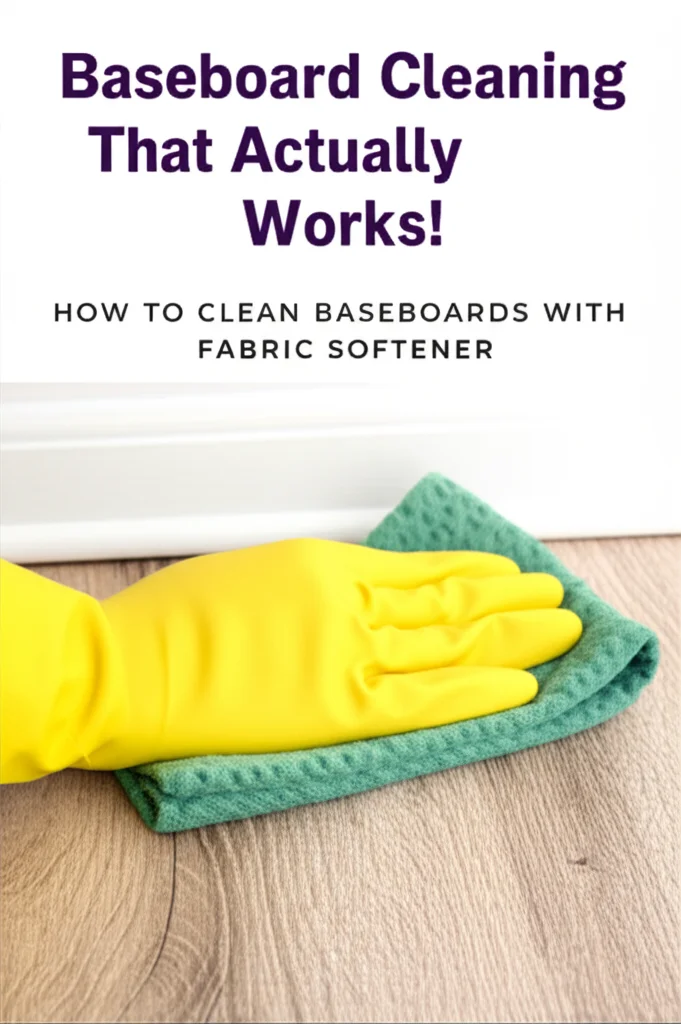 Baseboard Cleaning
That Actually
Works!
HOW TO CLEAN BASEBOARDS WITH
FABRIC SOFTENER